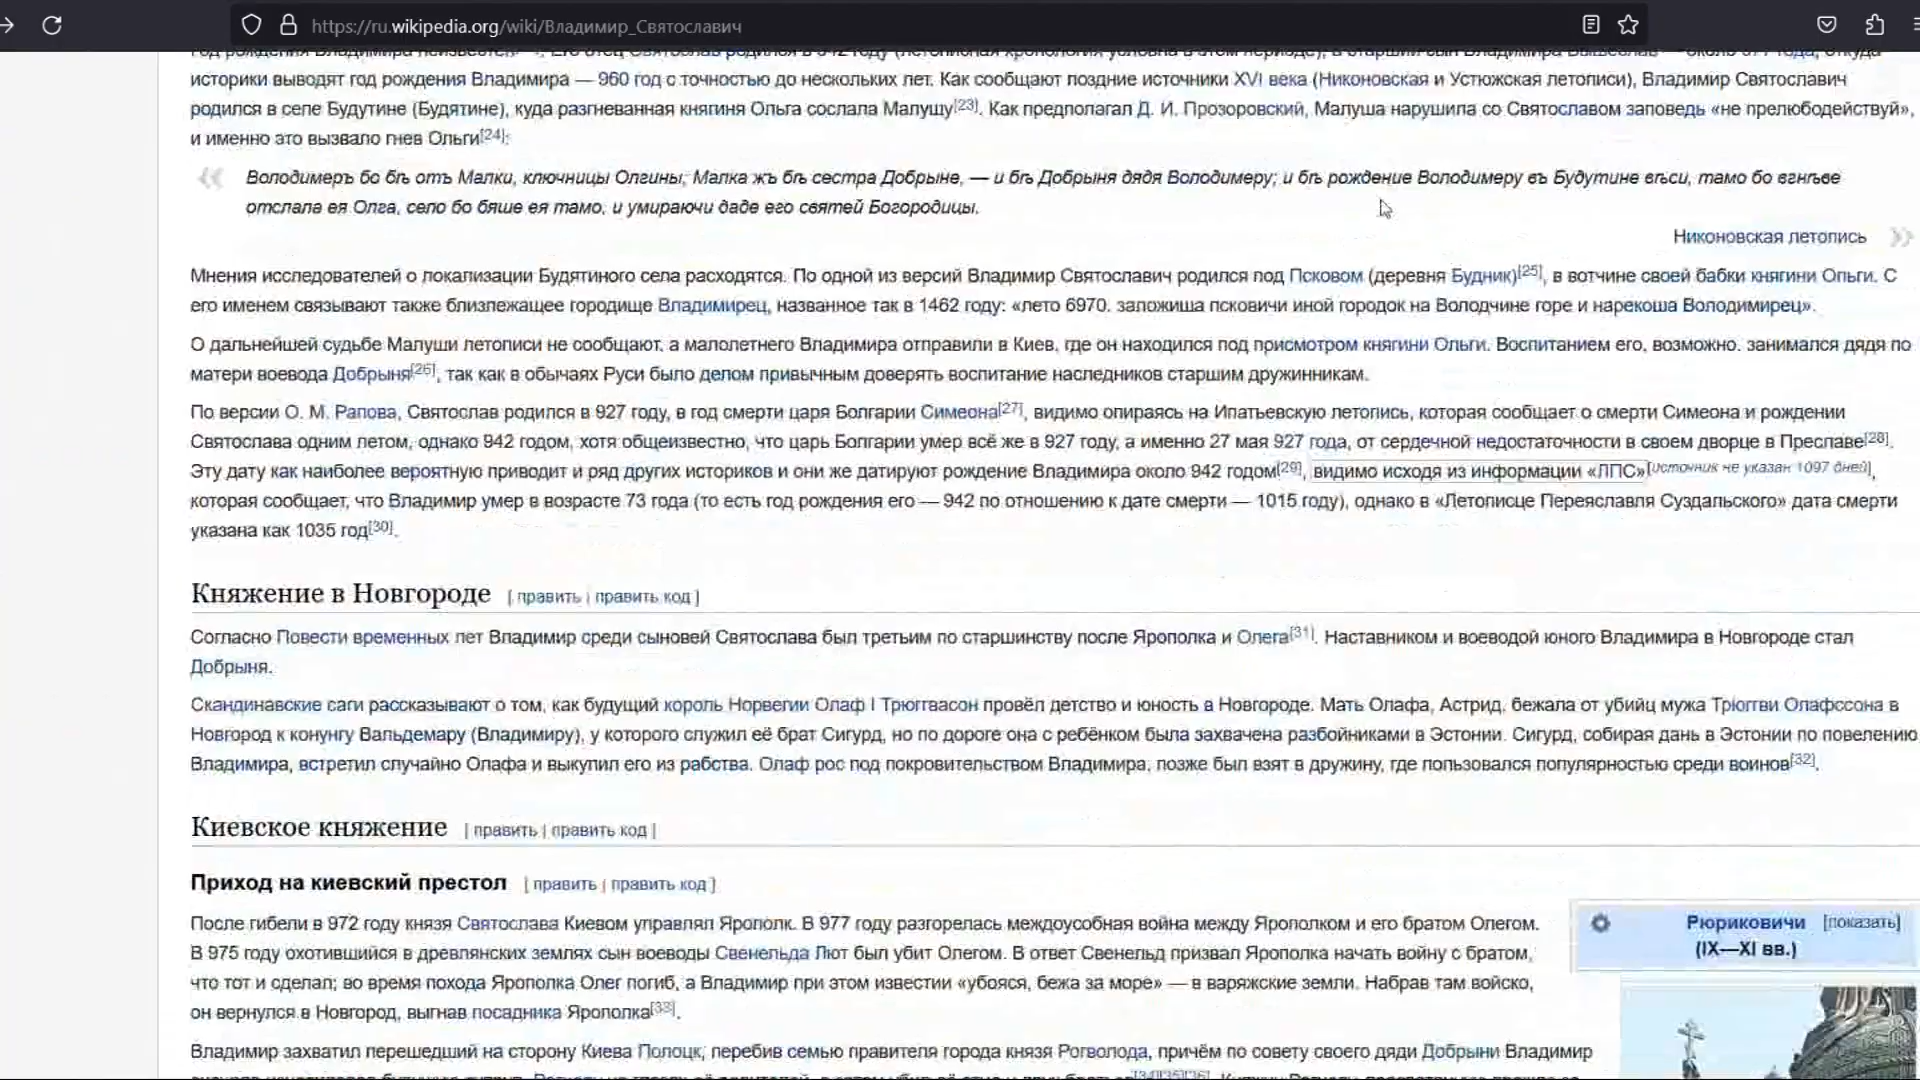 https://ru.wikipedia.org/wiki/Владимир_Святославич
историки выводят год рождения Владимира — 960 год с точностью до нескольких лет. Как сообщают поздние источники XVI века (Никоновская и Устюжская летописи), Владимир Святославич
родился в селе Будутине (Будятине), куда разгневанная княгиня Ольга сослала Малушу[23]. Как предполагал Д. И. Прозоровский, Малуша нарушила со Святославом заповедь «не прелюбодействуй»,
и именно это вызвало гнев Ольги[24]:
Володимеръ бо бѣ отъ Малки, ключницы Олгины; Малка жъ бѣ сестра Добрыне, — и бѣ Добрыня дядя Володимеру; и бѣ рождение Володимеру въ Будутине вѣси, тамо бо въ гнѣве
отслала ея Олга, село бо бяше ея тамо, и умираючи даде его святей Богородицы.
Никоновская летопись
Мнения исследователей о локализации Будятиного села расходятся. По одной из версий Владимир Святославич родился под Псковом (деревня Будник)[25], в вотчине своей бабки княгини Ольги. С
его именем связывают также близлежащее городище Владимирец, названное так в 1462 году: «лето 6970. заложиша псковичи иной городок на Володчине горе и нарекоша Володимирец».
О дальнейшей судьбе Малуши летописи не сообщают, а малолетнего Владимира отправили в Киев, где он находился под присмотром княгини Ольги. Воспитанием его, возможно, занимался дядя по
матери воевода Добрыня[26], так как в обычаях Руси было делом привычным доверять воспитание наследников старшим дружинникам.
По версии О. М. Рапова, Святослав родился в 927 году, в год смерти царя Болгарии Симеона[27], видимо опираясь на Ипатьевскую летопись, которая сообщает о смерти Симеона и рождении
Святослава одним летом, однако 942 годом, хотя общеизвестно, что царь Болгарии умер всё же в 927 году, а именно 27 мая 927 года, от сердечной недостаточности в своем дворце в Преславе[28].
Эту дату как наиболее вероятную приводит и ряд других историков и они же датируют рождение Владимира около 942 годом[29], видимо исходя из информации «ЛПС»[источник не указан 1097 дней],
которая сообщает, что Владимир умер в возрасте 73 года (то есть год рождения его — 942 по отношению к дате смерти — 1015 году), однако в «Летописце Переяславля Суздальского» дата смерти
указана как 1035 год[30].
Княжение в Новгороде [ править | править код ]
Согласно Повести временных лет Владимир среди сыновей Святослава был третьим по старшинству после Ярополка и Олега[31]. Наставником и воеводой юного Владимира в Новгороде стал
Добрыня.
Скандинавские саги рассказывают о том, как будущий король Норвегии Олаф I Трюггвасон провёл детство и юность в Новгороде. Мать Олафа, Астрид, бежала от убийц мужа Трюггви Олафссона в
Новгород к конунгу Вальдемару (Владимиру), у которого служил её брат Сигурд, но по дороге она с ребёнком была захвачена разбойниками в Эстонии. Сигурд, собирая дань в Эстонии по повелению
Владимира, встретил случайно Олафа и выкупил его из рабства. Олаф рос под покровительством Владимира, позже был взят в дружину, где пользовался популярностью среди воинов[32].
Киевское княжение [ править | править код ]
Приход на киевский престол [ править | править код ]
После гибели в 972 году князя Святослава Киевом управлял Ярополк. В 977 году разгорелась междоусобная война между Ярополком и его братом Олегом.
В 975 году охотившийся в древлянских землях сын воеводы Свенельда Лют был убит Олегом. В ответ Свенельд призвал Ярополка начать войну с братом,
что тот и сделал; во время похода Ярополка Олег погиб, а Владимир при этом известии «убояся, бежа за море» — в варяжские земли. Набрав там войско,
он вернулся в Новгород, выгнав посадника Ярополка[33].
Рюриковичи [показать]
(IX—XI вв.)
Владимир захватил перешедший на сторону Киева Полоцк, перебив семью правителя города князя Рогволода, причём по совету своего дяди Добрыни Владимир